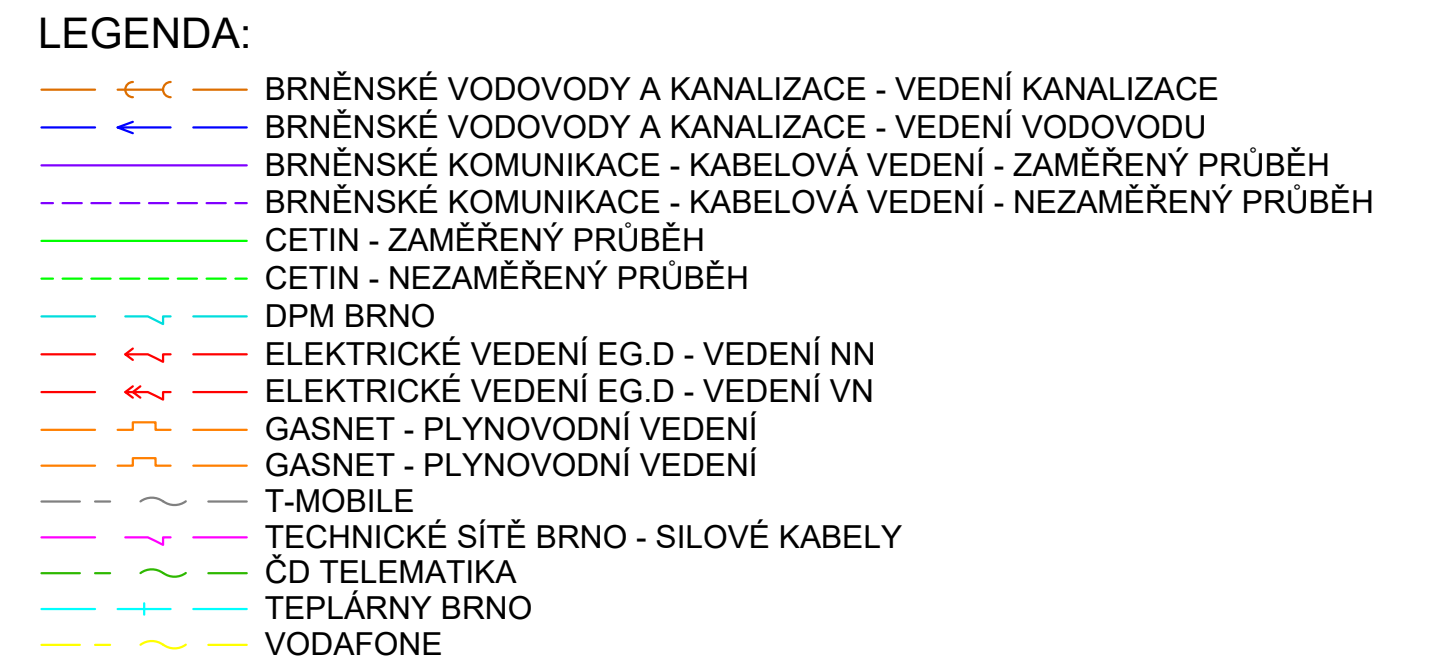 LEGENDA:
BRNĚNSKÉ VODOVODY A KANALIZACE - VEDENÍ KANALIZACE
BRNĚNSKÉ VODOVODY A KANALIZACE - VEDENÍ VODOVODU
BRNĚNSKÉ KOMUNIKACE - KABELOVÁ VEDENÍ - ZAMĚŘENÝ PRŮBĚH
BRNĚNSKÉ KOMUNIKACE - KABELOVÁ VEDENÍ - NEZAMĚŘENÝ PRŮBĚH
CETIN - ZAMĚŘENÝ PRŮBĚH
CETIN - NEZAMĚŘENÝ PRŮBĚH
DPM BRNO
ELEKTRICKÉ VEDENÍ EG.D - VEDENÍ NN
ELEKTRICKÉ VEDENÍ EG.D - VEDENÍ VN
GASNET - PLYNOVODNÍ VEDENÍ
GASNET - PLYNOVODNÍ VEDENÍ
T-MOBILE
TECHNICKÉ SÍTĚ BRNO - SILOVÉ KABELY
ČD TELEMATIKA
TEPLÁRNY BRNO
VODAFONE